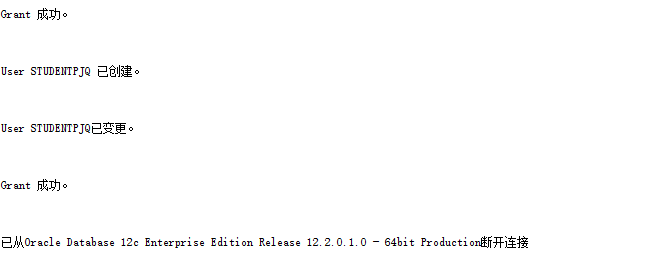 Grant 成功。
User STUDENTPJQ 已创建。
User STUDENTPJQ已变更。
Grant 成功。
已从Oracle Database 12c Enterprise Edition Release 12.2.0.1.0 - 64bit Production断开连接